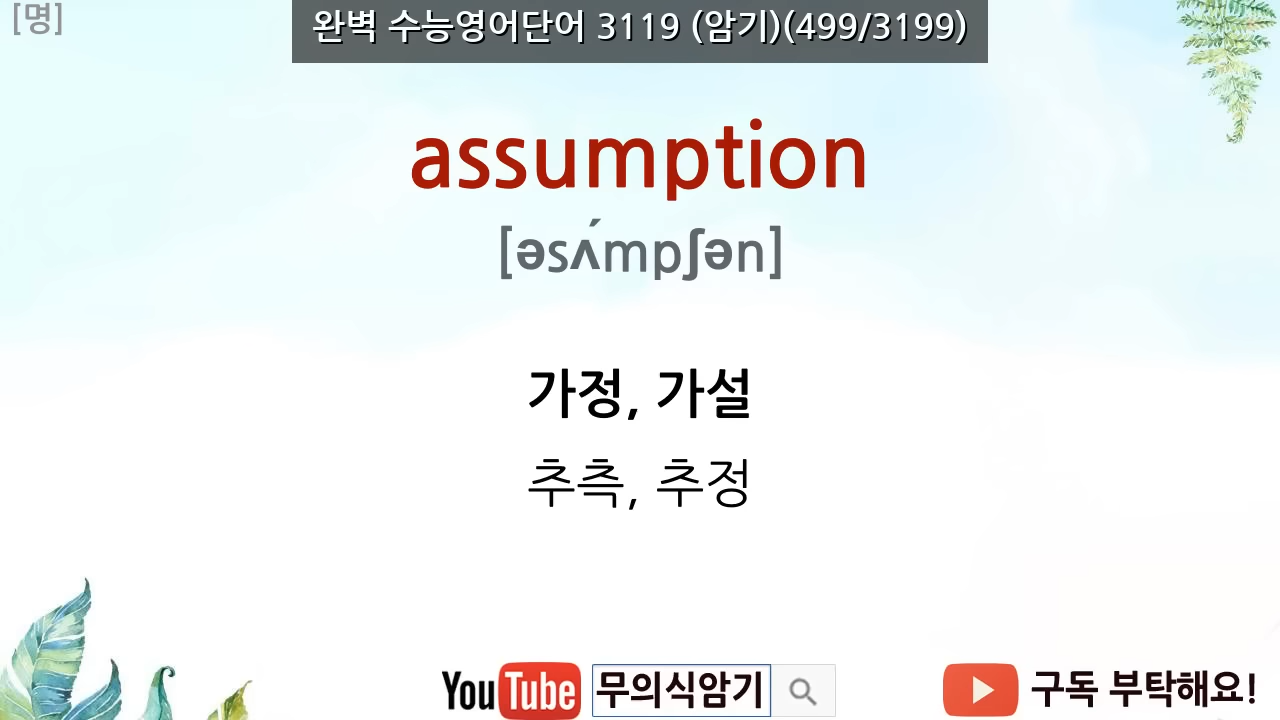 [명]
완벽 수능영어단어 3119 (암기)(499/3199)
assumption
[əsʌ́mpʃən]
가정, 가설
추측, 추정
YouTube 무의식암기
구독 부탁해요!